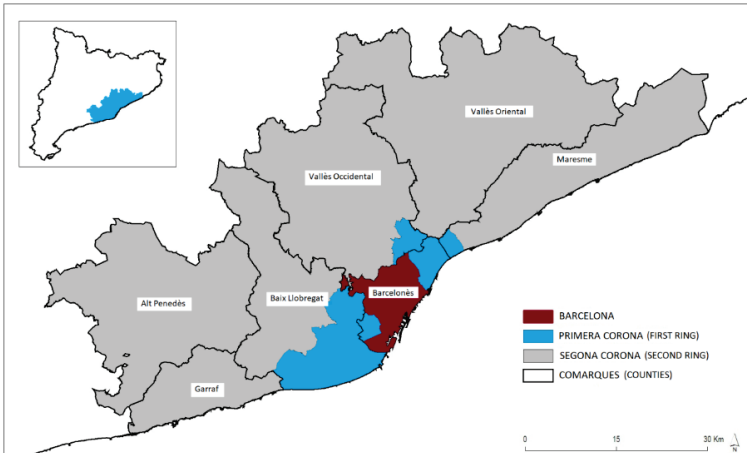 Vallès Oriental
Maresme
Vallès Occidental
Alt Penedès
Baix Llobregat
Barcelonès
Garraf
BARCELONA
PRIMERA CORONA (FIRST RING)
SEGONA CORONA (SECOND RING)
COMARQUES (COUNTIES)
0 15 30 Km
N